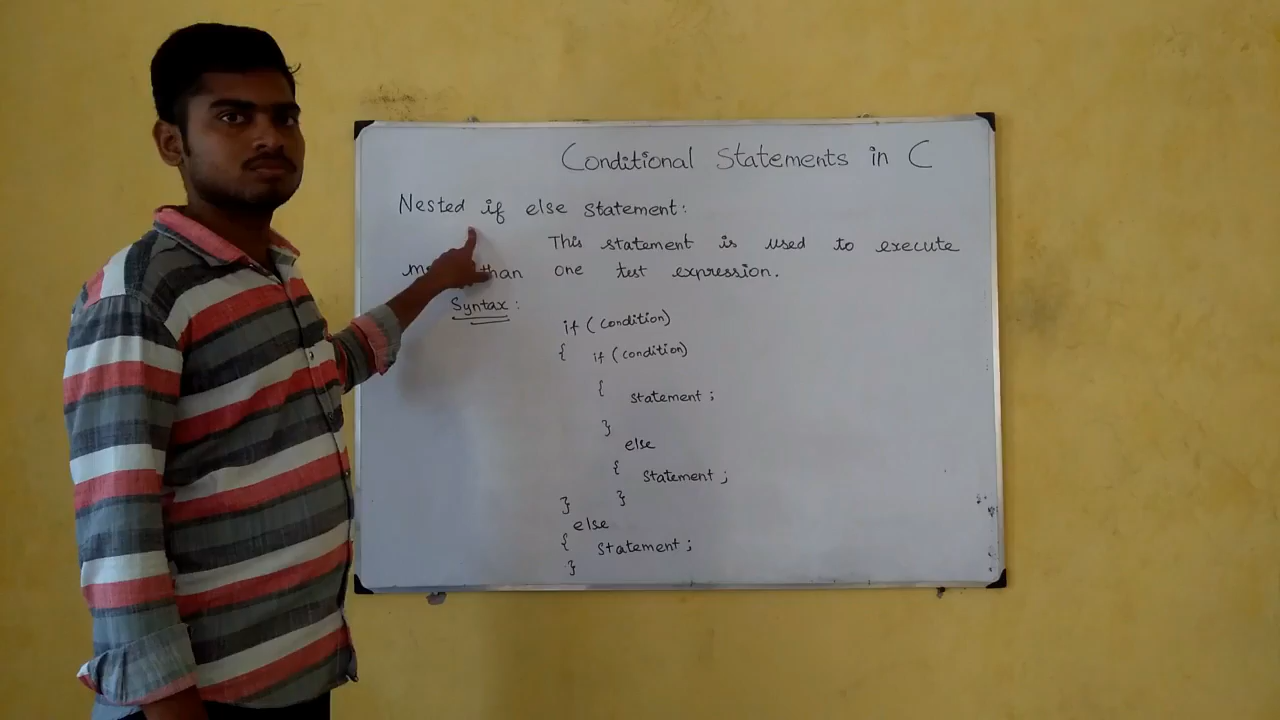 Conditional Statements in C
Nested if else statement:
This statement is used to execute
than one test expression.
Syntax:
if (condition)
{ if (condition)
{
statement;
}
else
{ statement;
} }
else
{ statement;
}